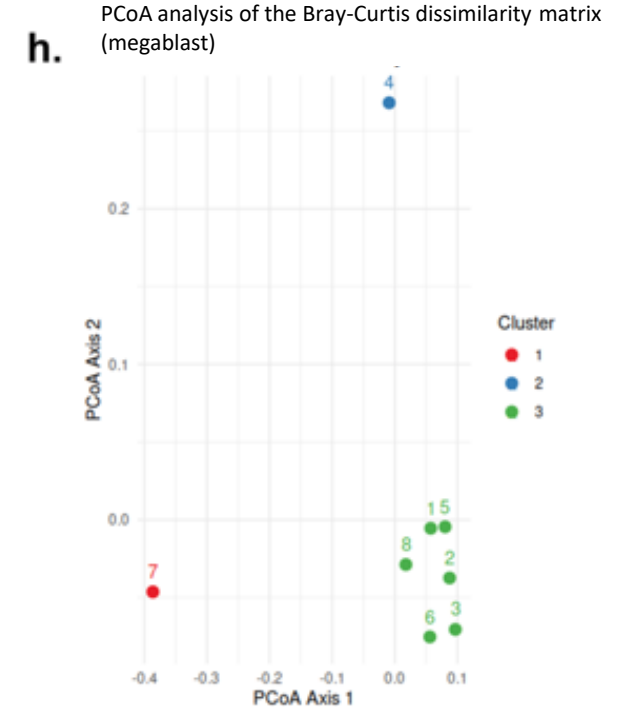 PCoA analysis of the Bray-Curtis dissimilarity matrix
h. (megablast)
4
0.2
PCoA Axis 2
Cluster
1
2
3
0.1
1 5
0.0
8
2
7
3
6
-0.4 -0.3 -0.2 -0.1 0.0 0.1
PCoA Axis 1